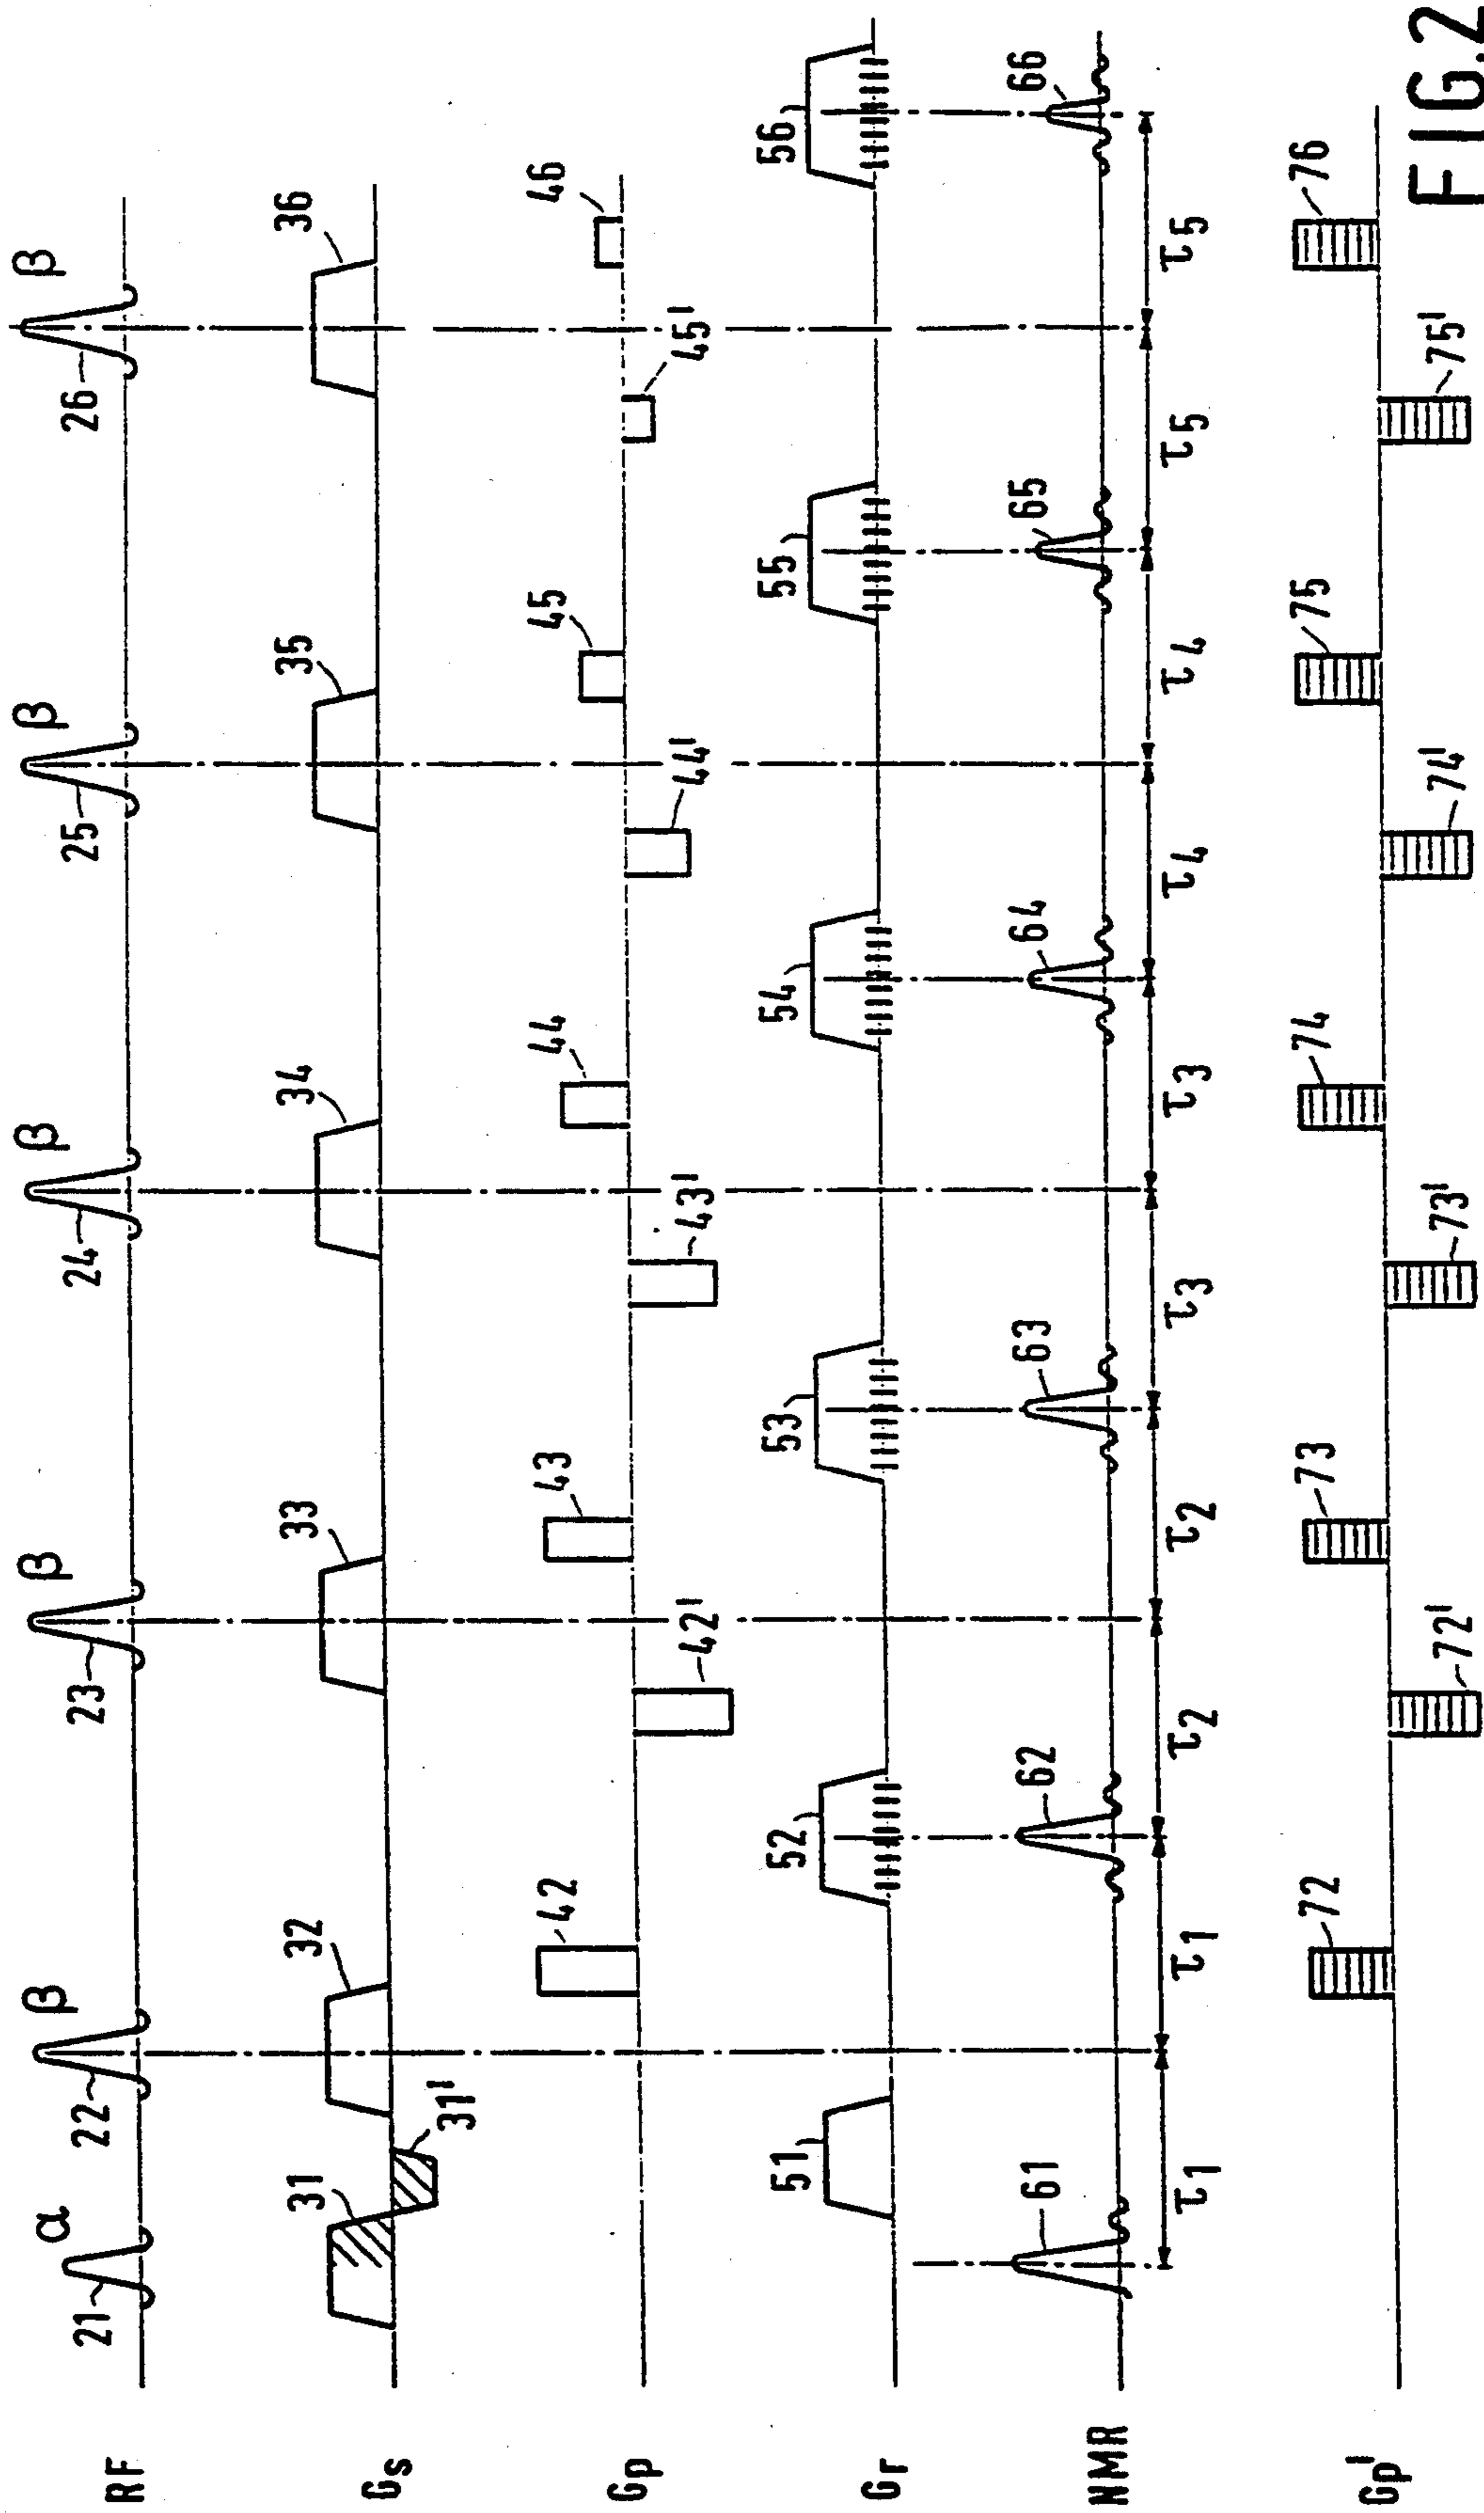 RF 21 α 22 β 23 β 24 β 25 β 26 β
Gs 31 31' 32 33 34 35 36
Gp 42 42' 43 43' 44 44' 45 45' 46
Gr 51 52 53 54 55 56
NMR 61 62 63 64 65 66
τ1 τ1 τ2 τ2 τ3 τ3 τ4 τ4 τ5 τ5
Gp' 72 72' 73 73' 74 74' 75 75' 76
FIG.2